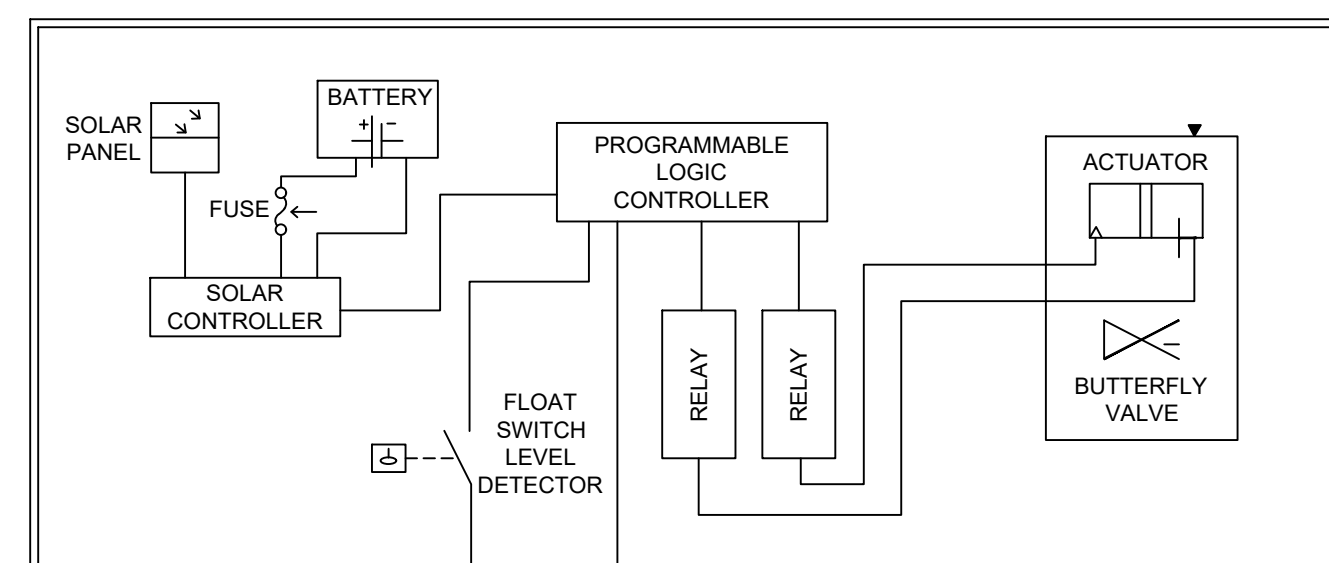 SOLAR
PANEL
BATTERY
+ -
FUSE
SOLAR
CONTROLLER
PROGRAMMABLE
LOGIC
CONTROLLER
FLOAT
SWITCH
LEVEL
DETECTOR
RELAY
RELAY
ACTUATOR
BUTTERFLY
VALVE